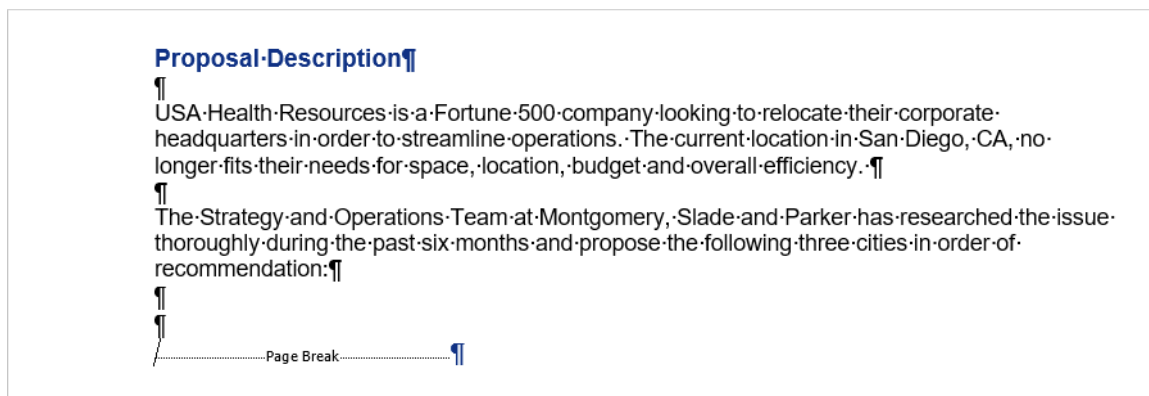 Proposal·Description¶
¶
USA·Health·Resources·is·a·Fortune·500·company·looking·to·relocate·their·corporate·
headquarters·in·order·to·streamline·operations.·The·current·location·in·San·Diego,·CA,·no·
longer·fits·their·needs·for·space,·location,·budget·and·overall·efficiency.·¶
¶
The·Strategy·and·Operations·Team·at·Montgomery,·Slade·and·Parker·has·researched·the·issue·
thoroughly·during·the·past·six·months·and·propose·the·following·three·cities·in·order·of·
recommendation:¶
¶
¶
Page Break¶